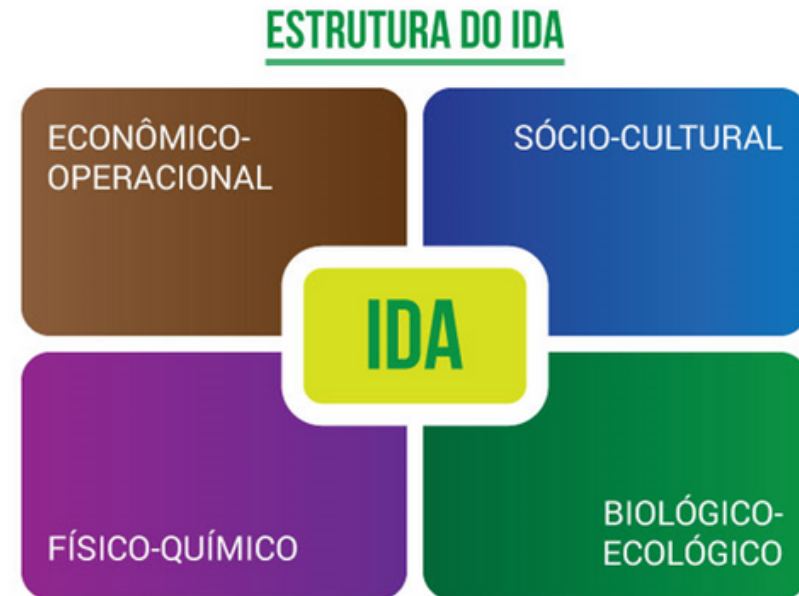 ESTRUTURA DO IDA
ECONÔMICO-
OPERACIONAL
SÓCIO-CULTURAL
IDA
FÍSICO-QUÍMICO
BIOLÓGICO-
ECOLÓGICO